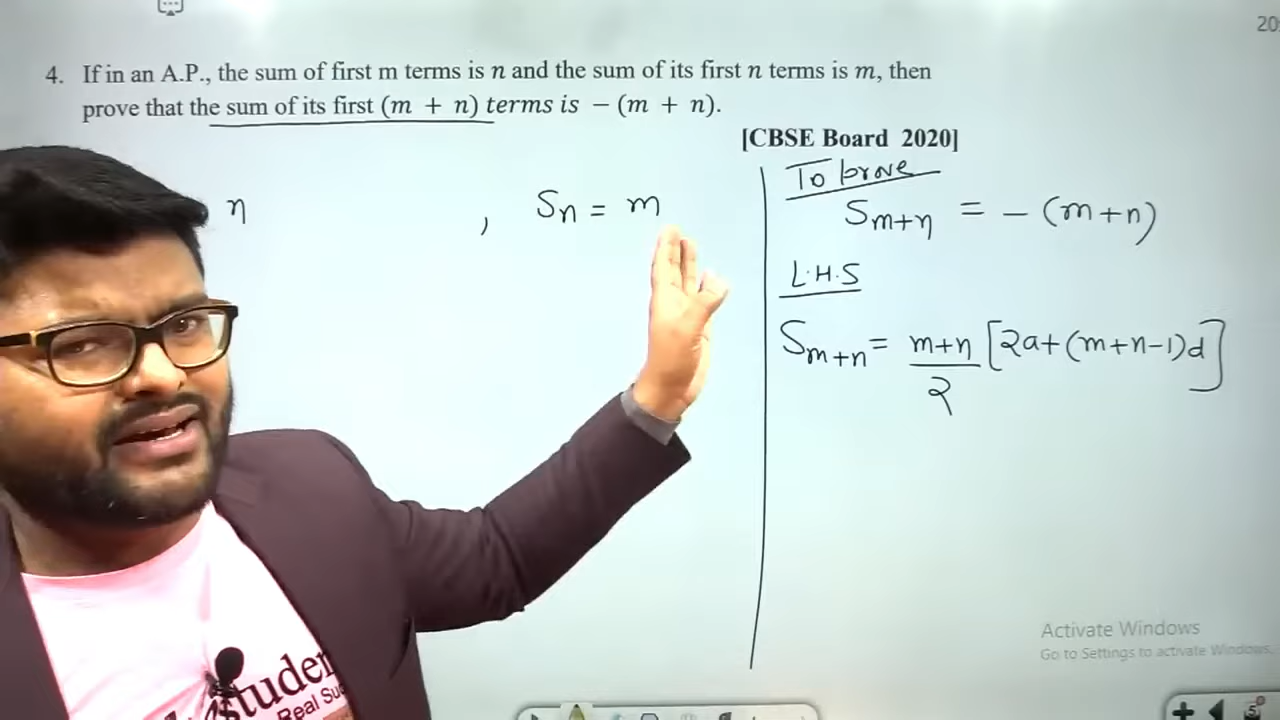 20
4. If in an A.P., the sum of first m terms is n and the sum of its first n terms is m, then
prove that the sum of its first (m + n) terms is − (m + n).
[CBSE Board 2020]
n , Sn = m
To prove
Sm+n = − (m+n)
L.H.S
Sm+n = m+n/2 [2a+(m+n−1)d]
Activate Windows
Go to Settings to activate Windows.
Real